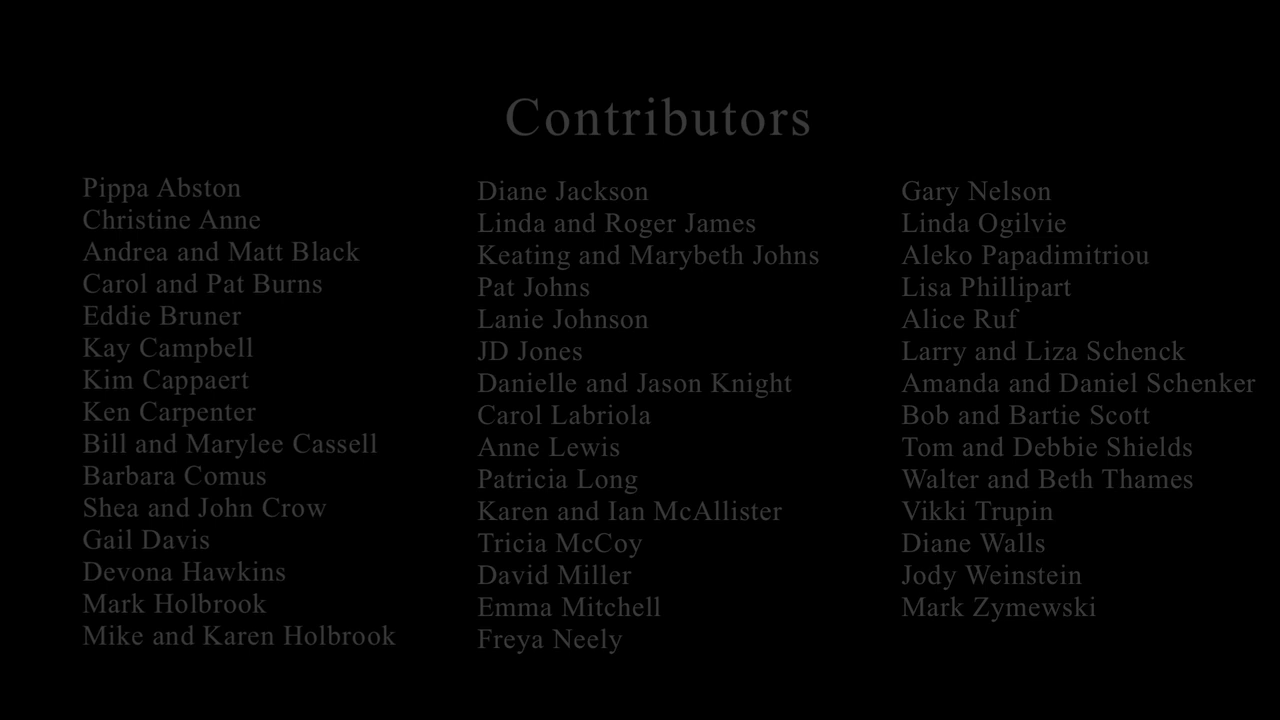 Contributors
Pippa Abston
Christine Anne
Andrea and Matt Black
Carol and Pat Burns
Eddie Bruner
Kay Campbell
Kim Cappaert
Ken Carpenter
Bill and Marylee Cassell
Barbara Comus
Shea and John Crow
Gail Davis
Devona Hawkins
Mark Holbrook
Mike and Karen Holbrook
Diane Jackson
Linda and Roger James
Keating and Marybeth Johns
Pat Johns
Lanie Johnson
JD Jones
Danielle and Jason Knight
Carol Labriola
Anne Lewis
Patricia Long
Karen and Ian McAllister
Tricia McCoy
David Miller
Emma Mitchell
Freya Neely
Gary Nelson
Linda Ogilvie
Aleko Papadimitriou
Lisa Phillipart
Alice Ruf
Larry and Liza Schenck
Amanda and Daniel Schenker
Bob and Bartie Scott
Tom and Debbie Shields
Walter and Beth Thames
Vikki Trupin
Diane Walls
Jody Weinstein
Mark Zymewski